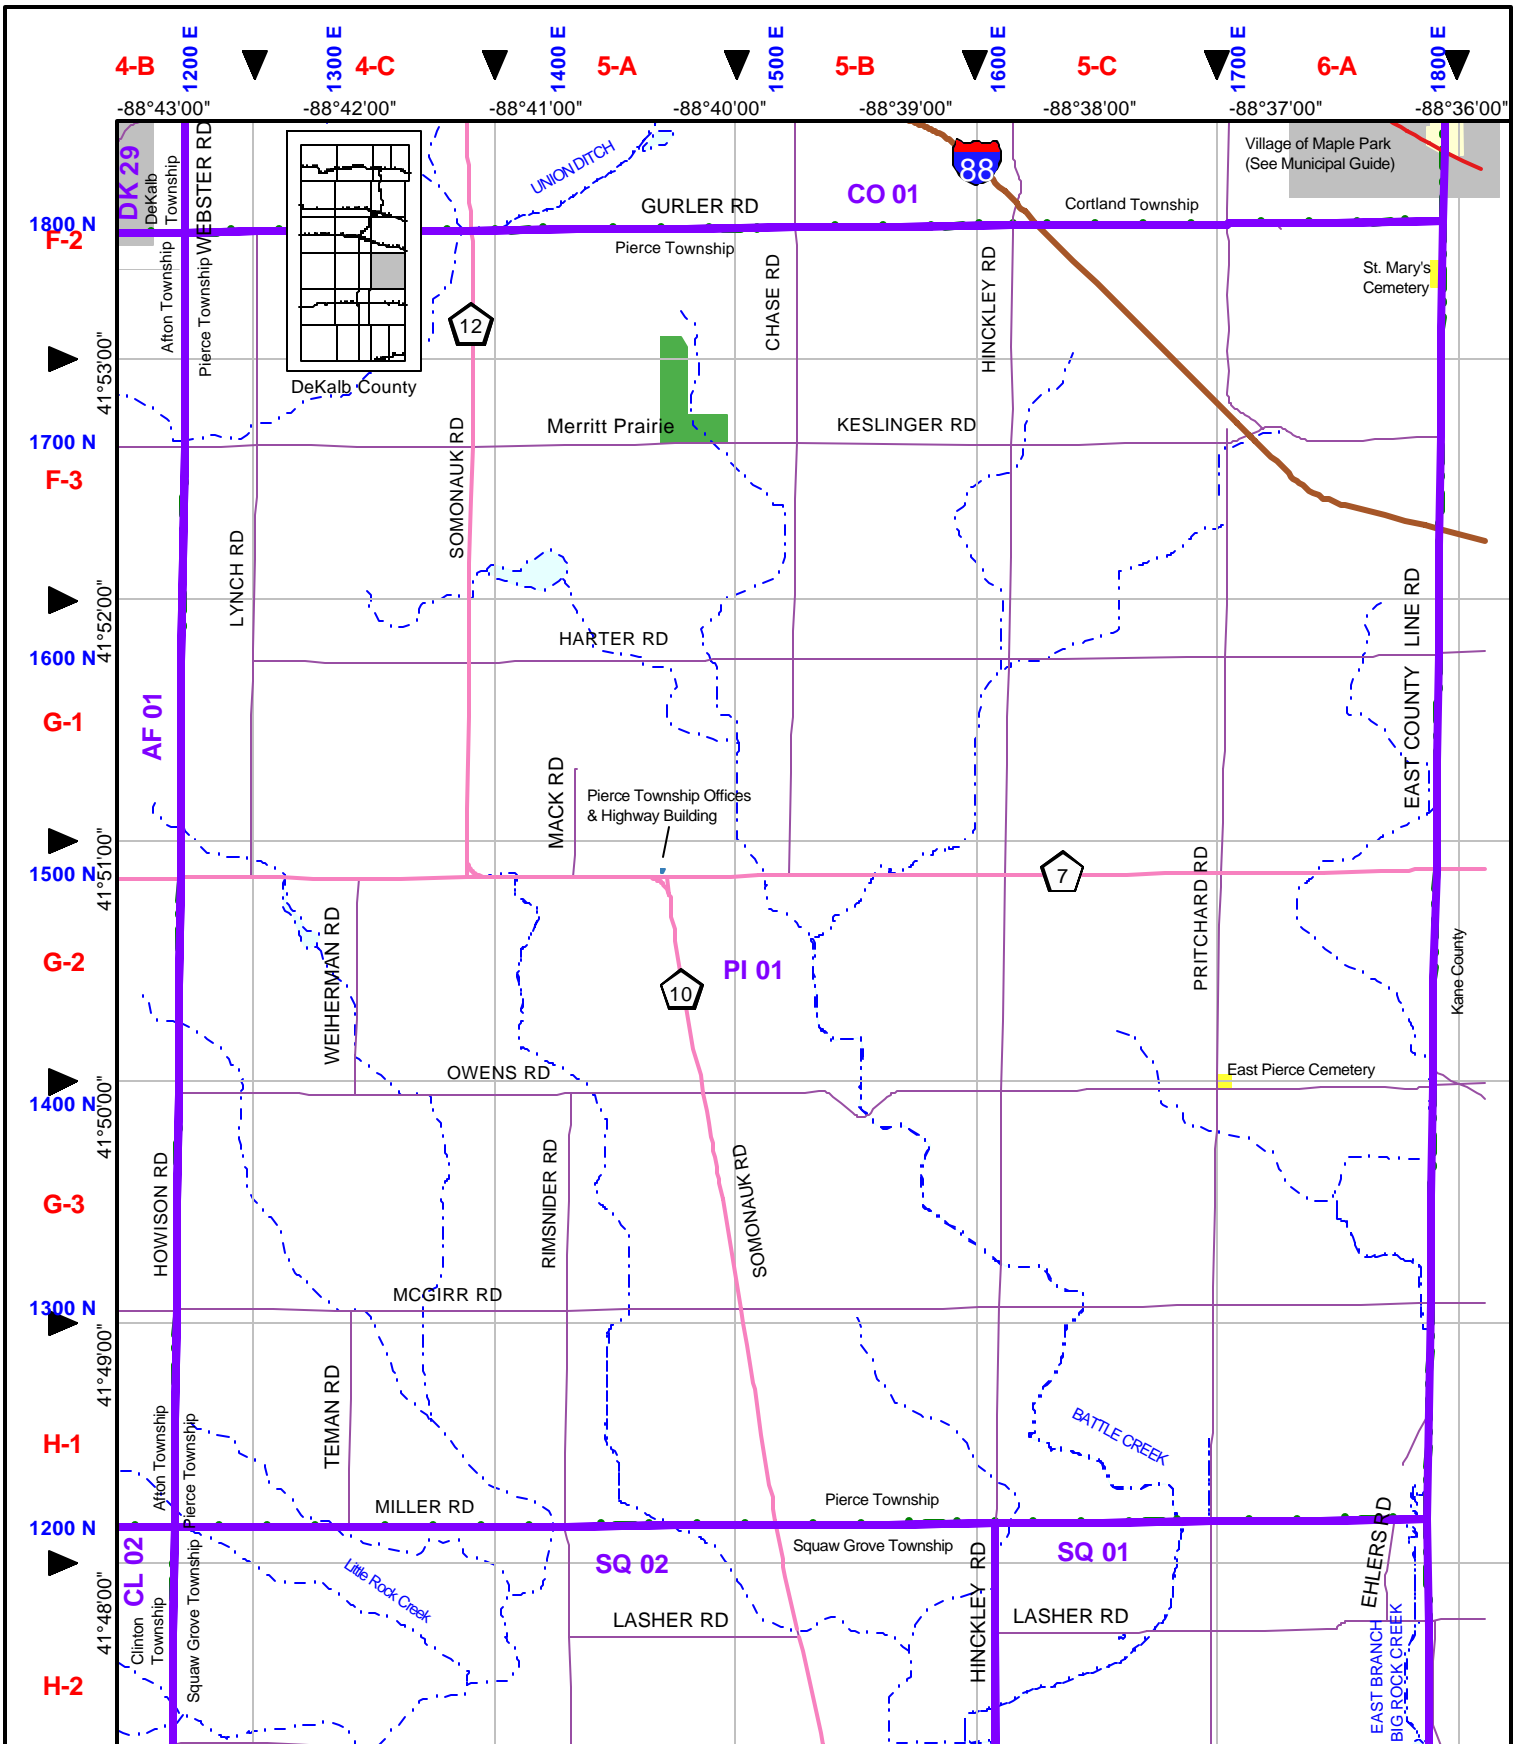 1200 E
1300 E
1400 E
1500 E
1600 E
1700 E
1800 E
4-B
4-C
5-A
5-B
5-C
6-A
-88°43'00"
-88°42'00"
-88°41'00"
-88°40'00"
-88°39'00"
-88°38'00"
-88°37'00"
-88°36'00"
DK 29
DeKalb
Township
WEBSTER RD
UNION DITCH
88
Village of Maple Park
(See Municipal Guide)
CO 01
GURLER RD
Cortland Township
1800 N
F-2
Pierce Township
Afton Township
Pierce Township
CHASE RD
HINCKLEY RD
St. Mary's
Cemetery
12
DeKalb County
41°53'00"
Merritt Prairie
KESLINGER RD
1700 N
F-3
SOMONAUK RD
LYNCH RD
41°52'00"
HARTER RD
1600 N
EAST COUNTY LINE RD
AF 01
G-1
MACK RD
Pierce Township Offices
& Highway Building
41°51'00"
1500 N
7
PRITCHARD RD
WEIHERMAN RD
G-2
PI 01
10
Kane County
OWENS RD
East Pierce Cemetery
41°50'00"
1400 N
HOWISON RD
RIMSNIDER RD
SOMONAUK RD
G-3
MCGIRR RD
1300 N
41°49'00"
TEMAN RD
BATTLE CREEK
H-1
Afton Township
Pierce Township
MILLER RD
Pierce Township
1200 N
Squaw Grove Township
CL 02
SQ 02
SQ 01
HINCKLEY RD
EHLERS RD
Little Rock Creek
41°48'00"
Clinton
Township
Squaw Grove Township
LASHER RD
LASHER RD
H-2
EAST BRANCH
BIG ROCK CREEK